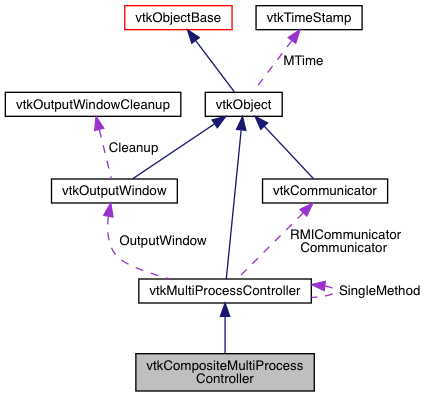 vtkObjectBase
vtkTimeStamp
MTime
vtkOutputWindowCleanup
vtkObject
Cleanup
vtkOutputWindow
vtkCommunicator
OutputWindow
RMICommunicator
Communicator
vtkMultiProcessController
SingleMethod
vtkCompositeMultiProcess
Controller